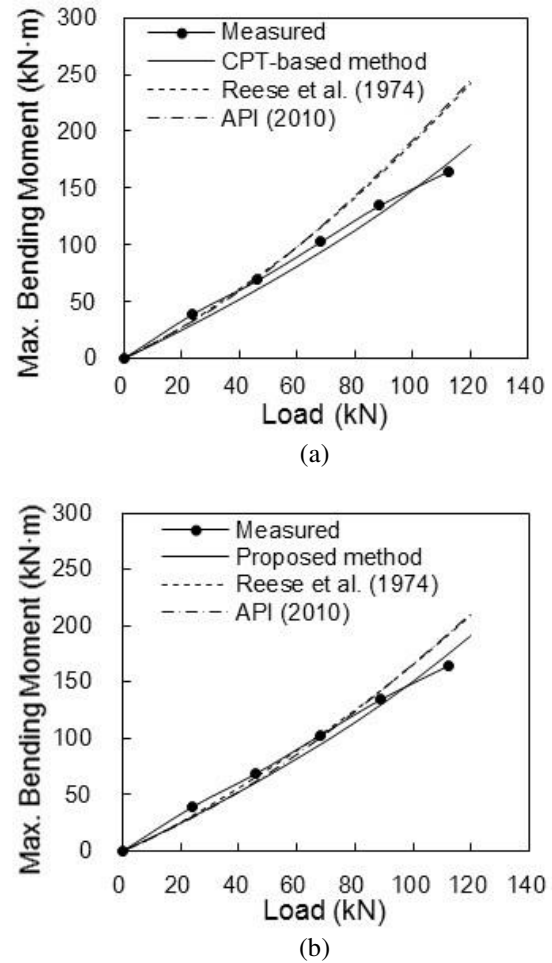 Max. Bending Moment (kN·m)
300
250
200
150
100
50
0
Measured
CPT-based method
Reese et al. (1974)
API (2010)
0 20 40 60 80 100 120 140
Load (kN)
(a)
Max. Bending Moment (kN·m)
300
250
200
150
100
50
0
Measured
Proposed method
Reese et al. (1974)
API (2010)
0 20 40 60 80 100 120 140
Load (kN)
(b)